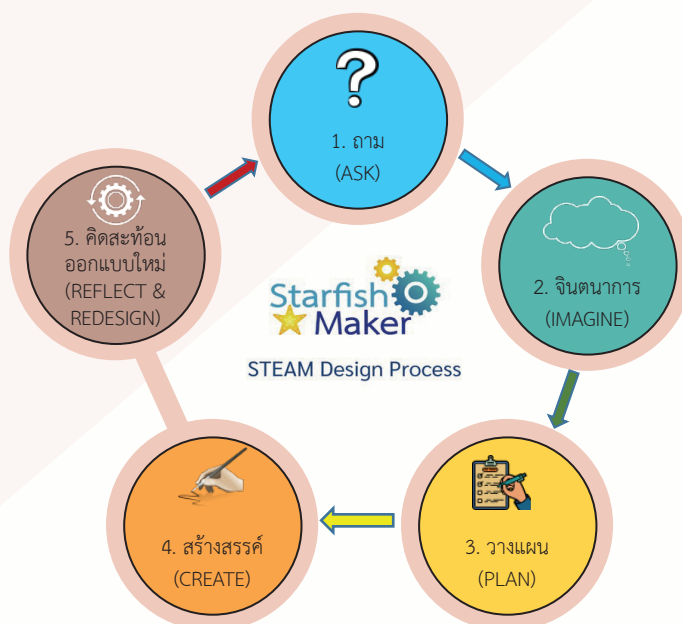 ?
1. ถาม
(ASK)
2. จินตนาการ
(IMAGINE)
3. วางแผน
(PLAN)
4. สร้างสรรค์
(CREATE)
5. คิดสะท้อน
ออกแบบใหม่
(REFLECT &
REDESIGN)
Starfish
Maker
STEAM Design Process